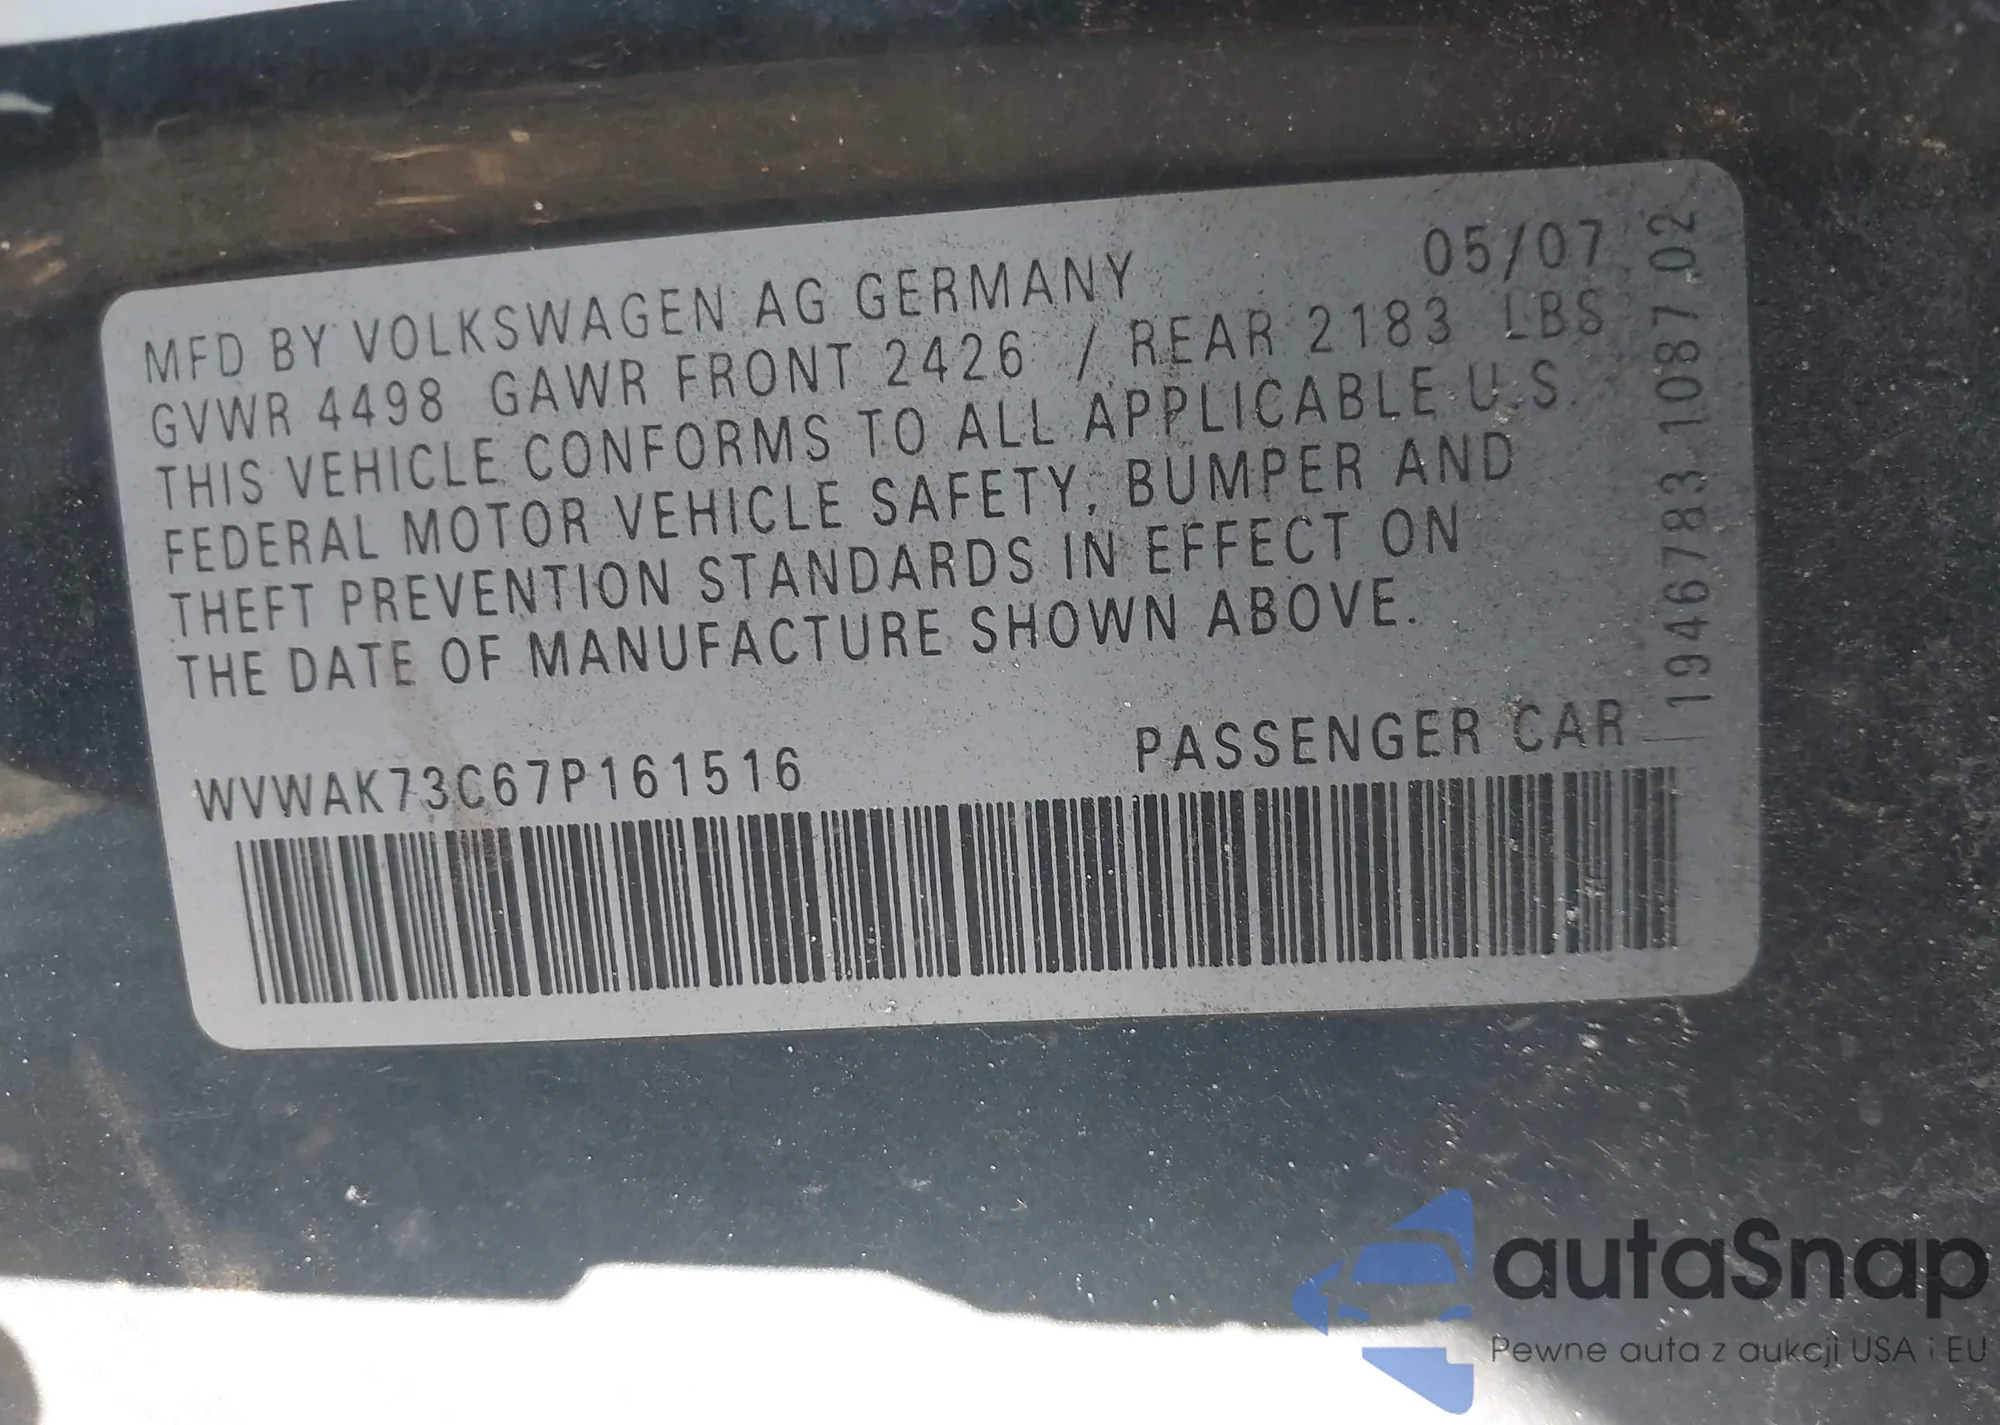 MFD BY VOLKSWAGEN AG GERMANY 05/07
GVWR 4498 GAWR FRONT 2426 / REAR 2183 LBS
THIS VEHICLE CONFORMS TO ALL APPLICABLE U.S.
FEDERAL MOTOR VEHICLE SAFETY, BUMPER AND
THEFT PREVENTION STANDARDS IN EFFECT ON
THE DATE OF MANUFACTURE SHOWN ABOVE.
WVWAK73C67P161516 PASSENGER CAR
1946783 1087 02
autaSnap
Pewne auta z aukcji USA i EU